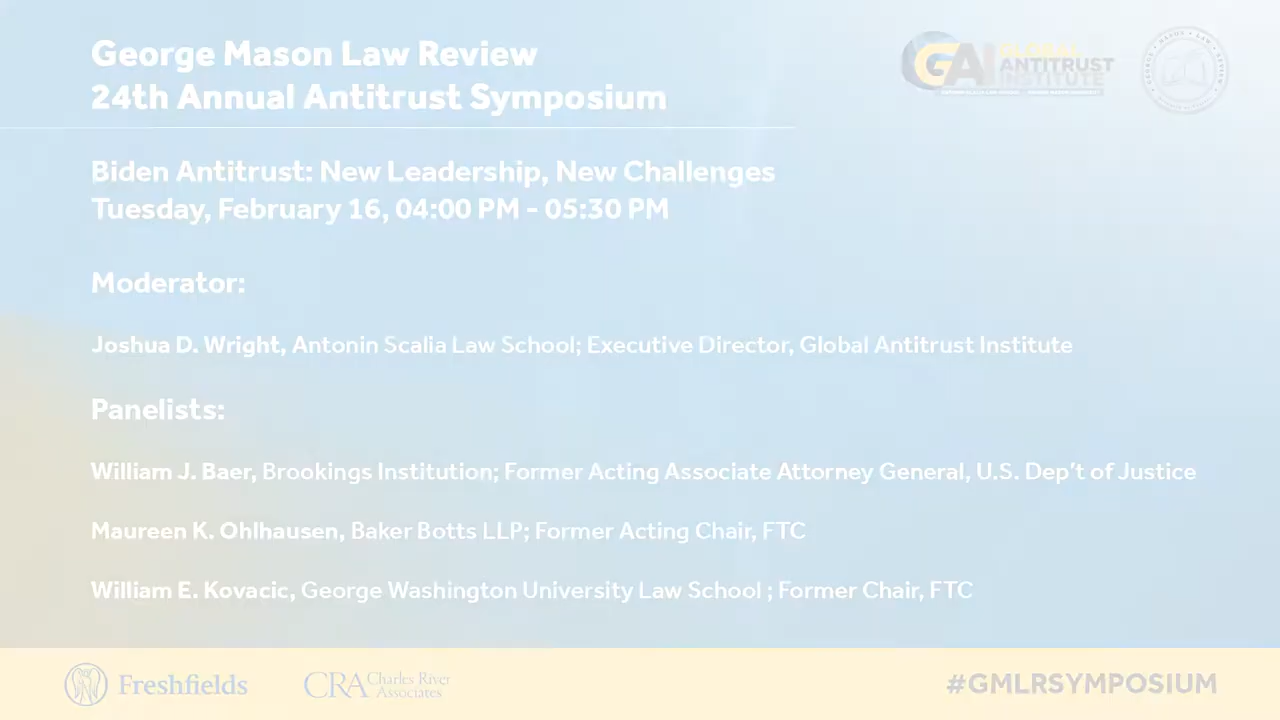 George Mason Law Review
24th Annual Antitrust Symposium
GAI GLOBAL
ANTITRUST
INSTITUTE
Biden Antitrust: New Leadership, New Challenges
Tuesday, February 16, 04:00 PM - 05:30 PM
Moderator:
Joshua D. Wright, Antonin Scalia Law School; Executive Director, Global Antitrust Institute
Panelists:
William J. Baer, Brookings Institution; Former Acting Associate Attorney General, U.S. Dep't of Justice
Maureen K. Ohlhausen, Baker Botts LLP; Former Acting Chair, FTC
William E. Kovacic, George Washington University Law School ; Former Chair, FTC
Freshfields
CRA Charles River
Associates
#GMLRSYMPOSIUM